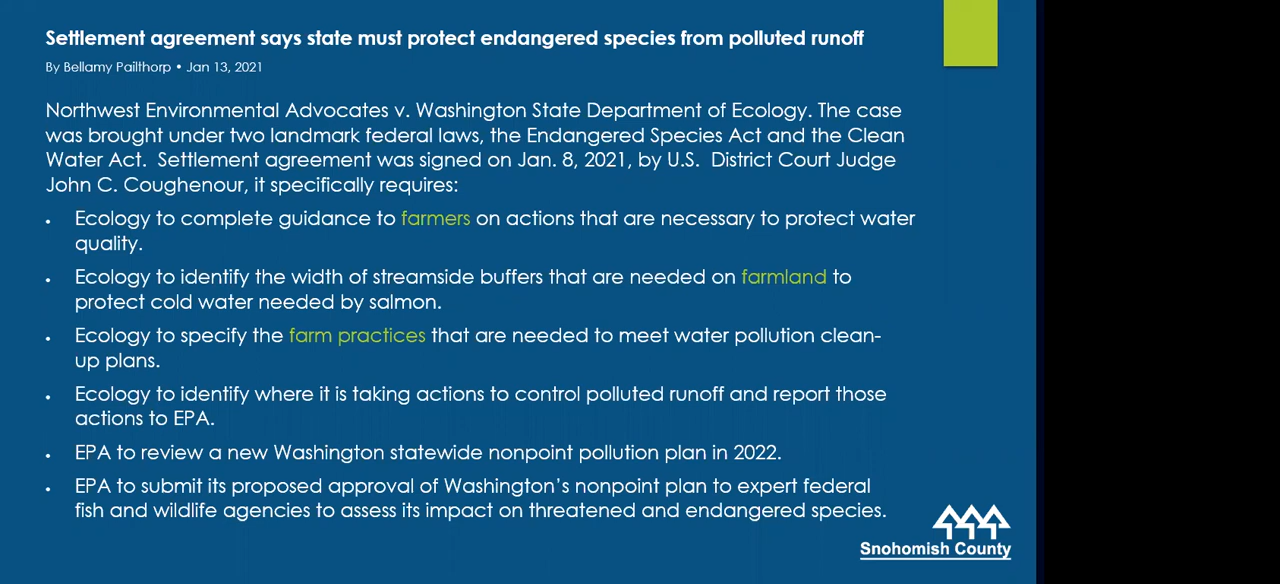 Settlement agreement says state must protect endangered species from polluted runoff
By Bellamy Pailthorp • Jan 13, 2021
Northwest Environmental Advocates v. Washington State Department of Ecology. The case
was brought under two landmark federal laws, the Endangered Species Act and the Clean
Water Act.  Settlement agreement was signed on Jan. 8, 2021, by U.S.  District Court Judge
John C. Coughenour, it specifically requires:
• Ecology to complete guidance to farmers on actions that are necessary to protect water
quality.
• Ecology to identify the width of streamside buffers that are needed on farmland to
protect cold water needed by salmon.
• Ecology to specify the farm practices that are needed to meet water pollution clean-
up plans.
• Ecology to identify where it is taking actions to control polluted runoff and report those
actions to EPA.
• EPA to review a new Washington statewide nonpoint pollution plan in 2022.
• EPA to submit its proposed approval of Washington's nonpoint plan to expert federal
fish and wildlife agencies to assess its impact on threatened and endangered species.
Snohomish County